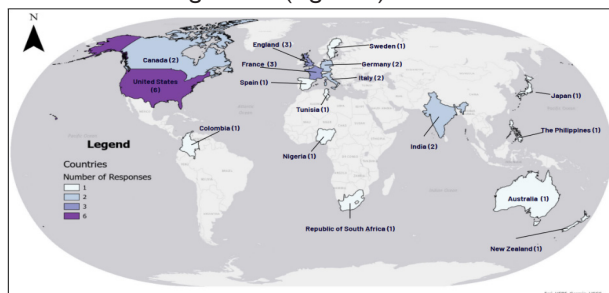 N
Canada (2)
United States
(6)
England (3)
France (3)
Spain (1)
Sweden (1)
Germany (2)
Italy (2)
Tunisia (1)
Japan (1)
The Philippines (1)
India (2)
Colombia (1)
Nigeria (1)
Republic of South Africa (1)
Australia (1)
New Zealand (1)
Legend
Countries
Number of Responses
1
2
3
6